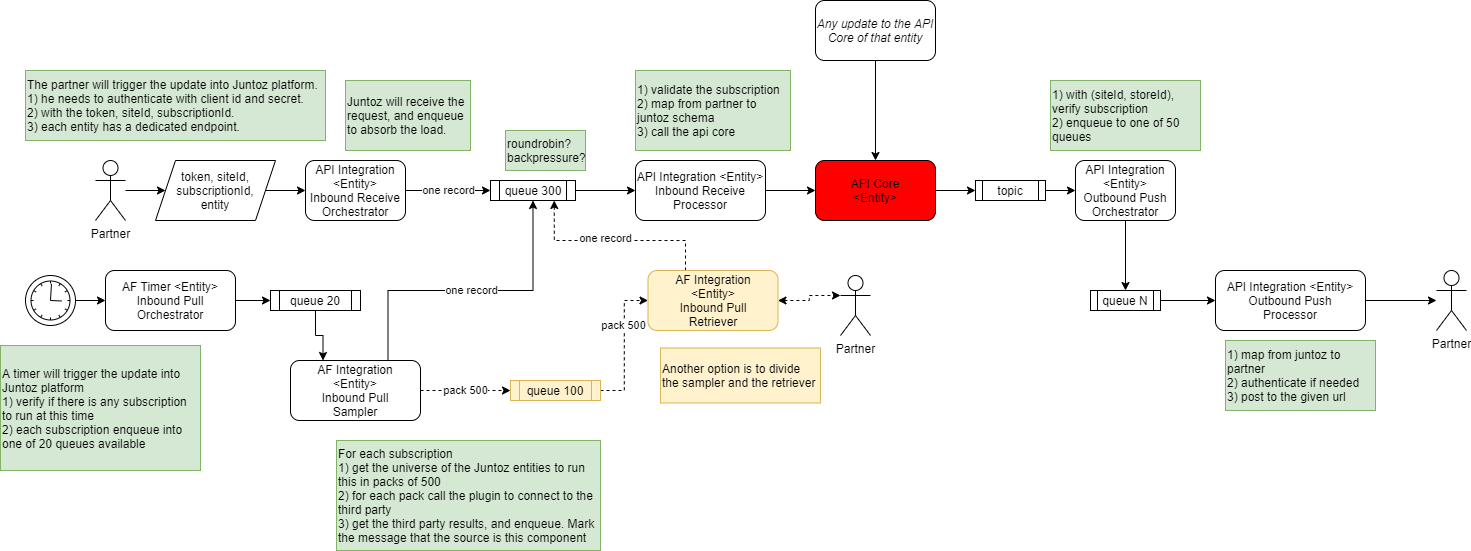 Any update to the API
Core of that entity
The partner will trigger the update into Juntoz platform.
1) he needs to authenticate with client id and secret.
2) with the token, siteId, subscriptionId.
3) each entity has a dedicated endpoint.
Juntoz will receive the
request, and enqueue
to absorb the load.
roundrobin?
backpressure?
1) validate the subscription
2) map from partner to
juntoz schema
3) call the api core
1) with (siteId, storeId),
verify subscription
2) enqueue to one of 50
queues
Partner
token, siteId,
subscriptionId,
entity
API Integration
<Entity>
Inbound Receive
Orchestrator
one record
queue 300
API Integration <Entity>
Inbound Receive
Processor
API Core
<Entity>
topic
API Integration
<Entity>
Outbound Push
Orchestrator
one record
AF Timer <Entity>
Inbound Pull
Orchestrator
queue 20
one record
AF Integration
<Entity>
Inbound Pull
Retriever
Partner
queue N
API Integration <Entity>
Outbound Push
Processor
Partner
pack 500
A timer will trigger the update into
Juntoz platform
1) verify if there is any subscription
to run at this time
2) each subscription enqueue into
one of 20 queues available
AF Integration
<Entity>
Inbound Pull
Sampler
pack 500
queue 100
Another option is to divide
the sampler and the retriever
1) map from juntoz to
partner
2) authenticate if needed
3) post to the given url
For each subscription
1) get the universe of the Juntoz entities to run
this in packs of 500
2) for each pack call the plugin to connect to the
third party
3) get the third party results, and enqueue. Mark
the message that the source is this component